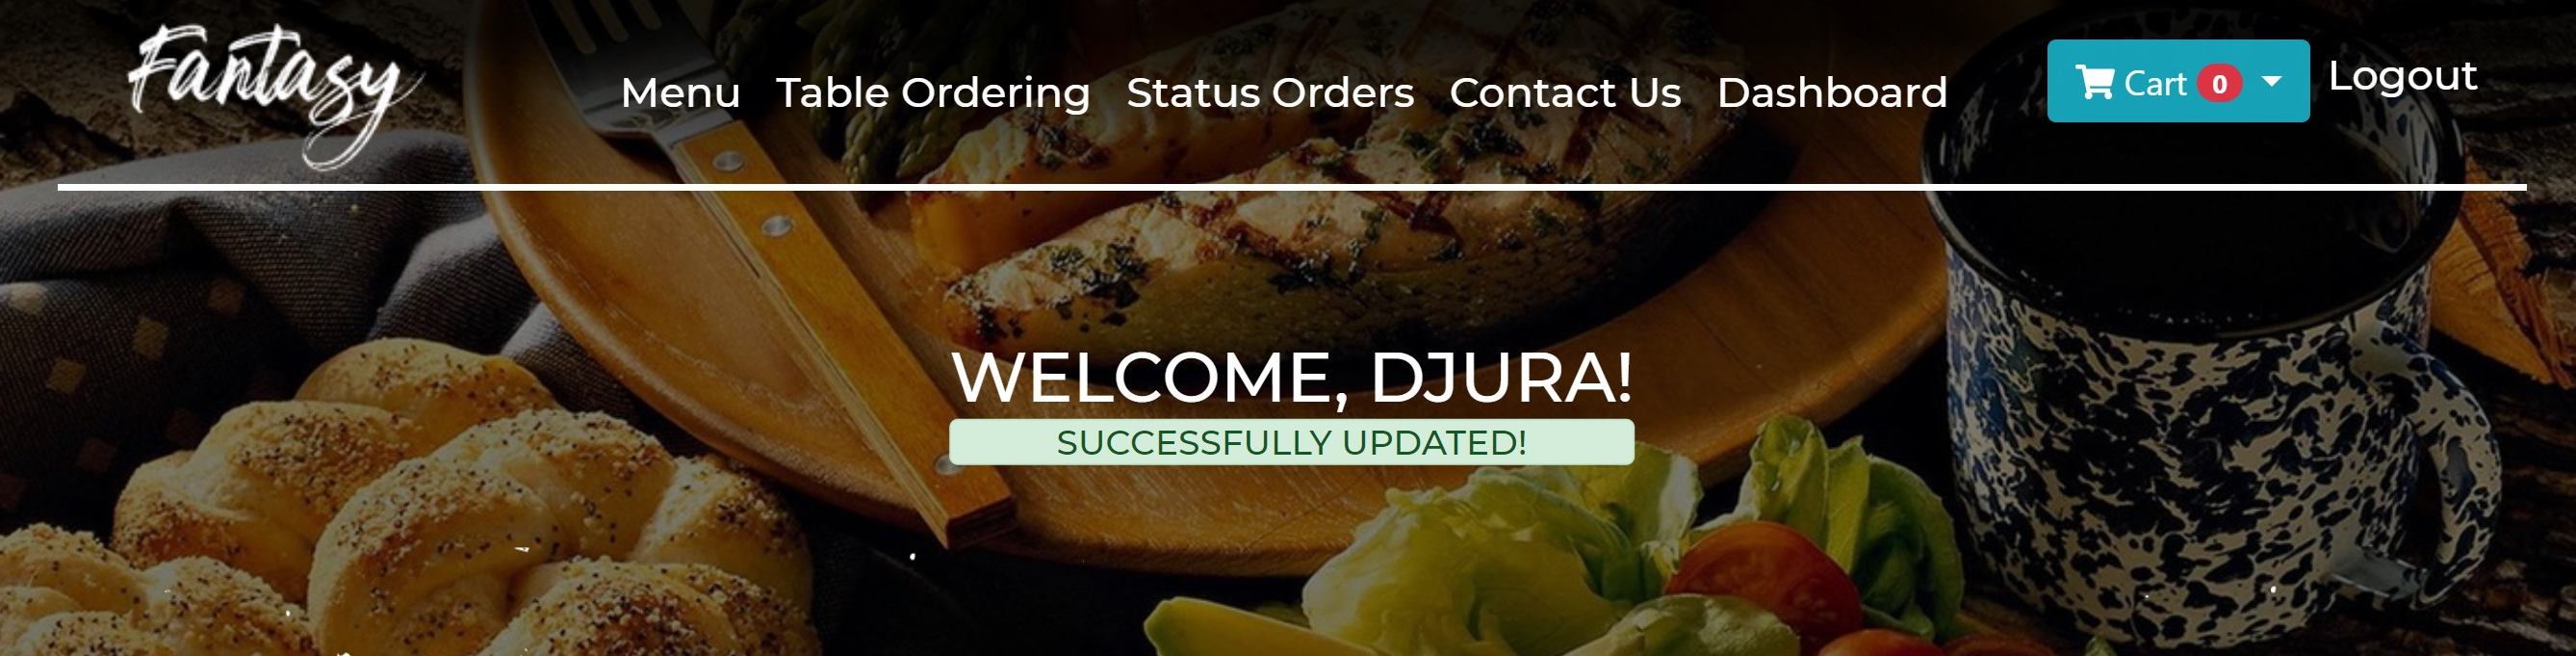 Fantasy
Menu Table Ordering Status Orders Contact Us Dashboard Cart 0 Logout
WELCOME, DJURA!
SUCCESSFULLY UPDATED!